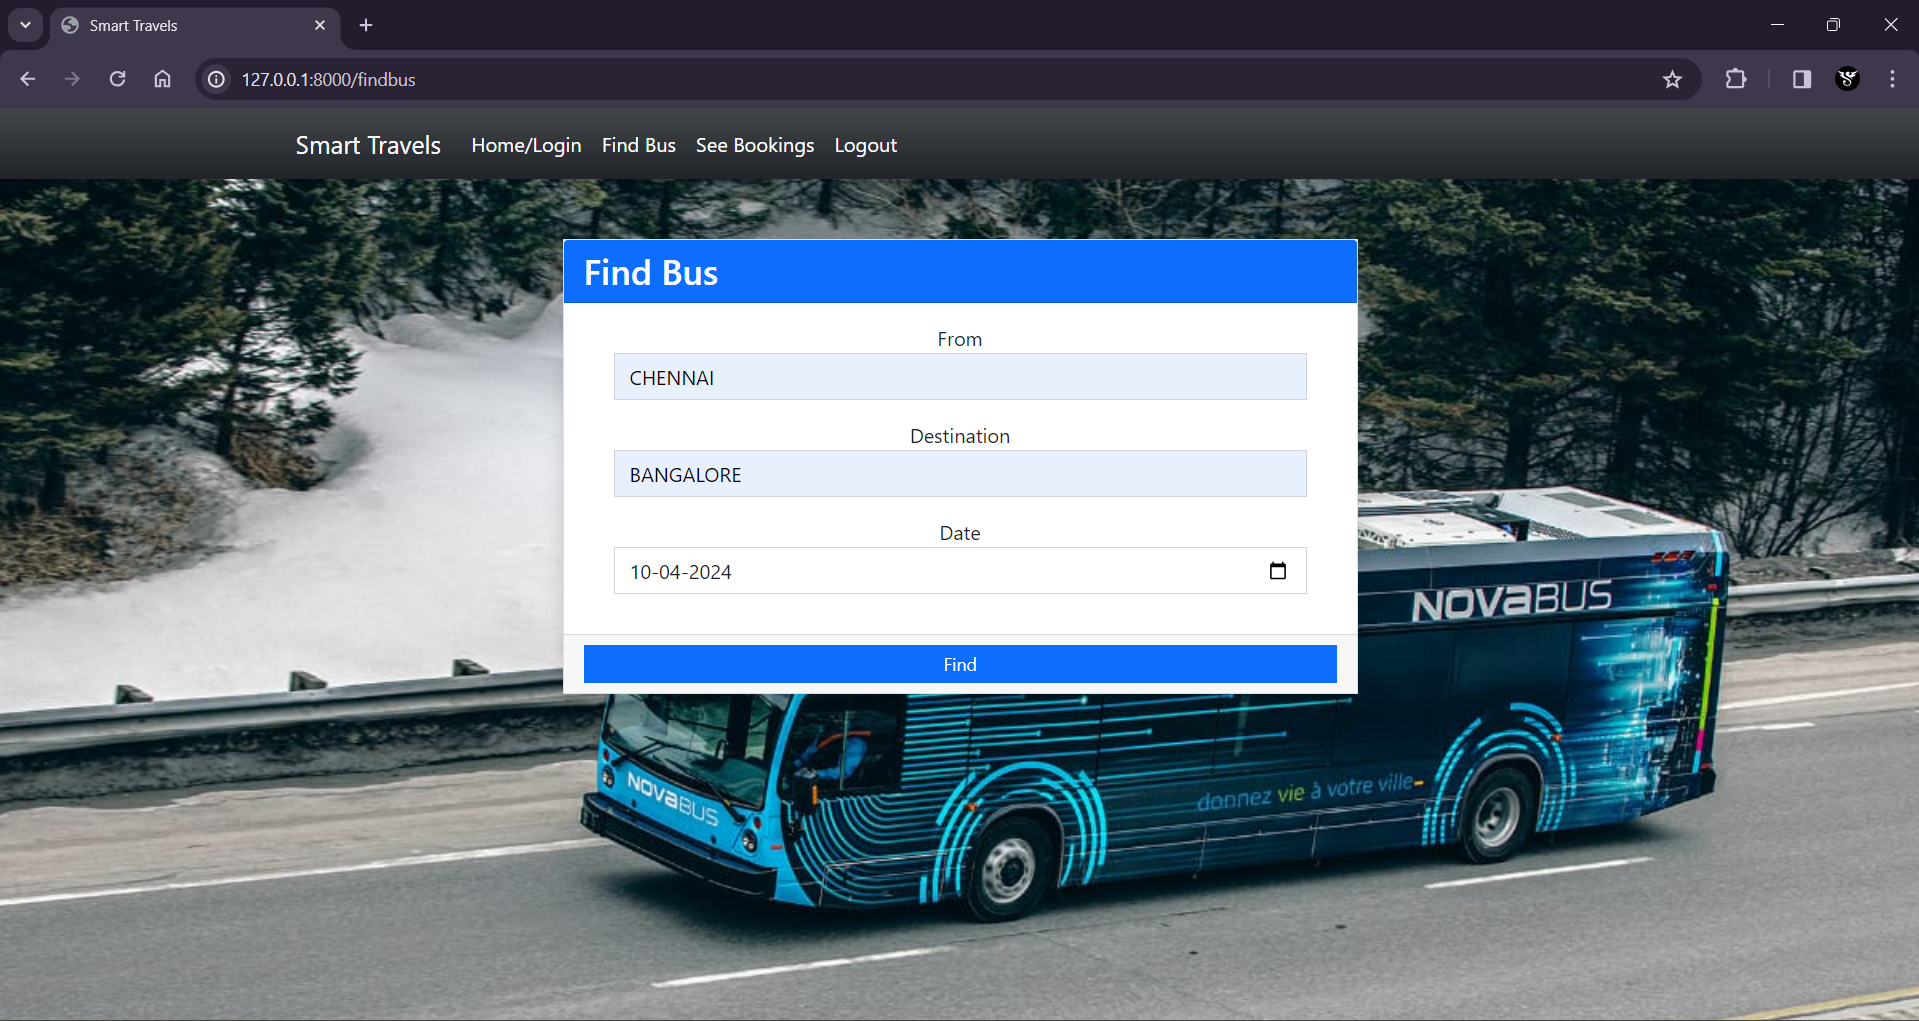 Smart Travels
127.0.0.1:8000/findbus
Smart Travels Home/Login Find Bus See Bookings Logout
Find Bus
From
CHENNAI
Destination
BANGALORE
Date
10-04-2024
Find
NOVABUS
NOVABUS
donnez vie à votre ville